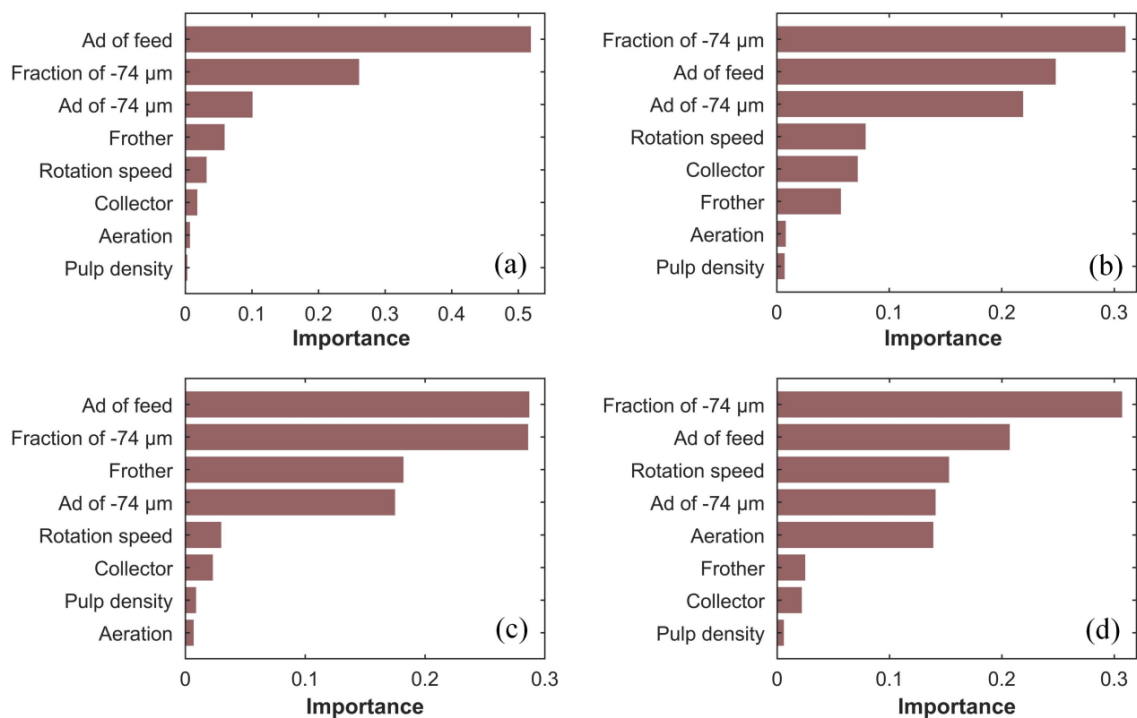 Ad of feed
Fraction of -74 μm
Ad of -74 μm
Frother
Rotation speed
Collector
Aeration
Pulp density
(a)
0 0.1 0.2 0.3 0.4 0.5
Importance
Fraction of -74 μm
Ad of feed
Ad of -74 μm
Rotation speed
Collector
Frother
Aeration
Pulp density
(b)
0 0.1 0.2 0.3
Importance
Ad of feed
Fraction of -74 μm
Frother
Ad of -74 μm
Rotation speed
Collector
Pulp density
Aeration
(c)
0 0.1 0.2 0.3
Importance
Fraction of -74 μm
Ad of feed
Rotation speed
Ad of -74 μm
Aeration
Frother
Collector
Pulp density
(d)
0 0.1 0.2 0.3
Importance